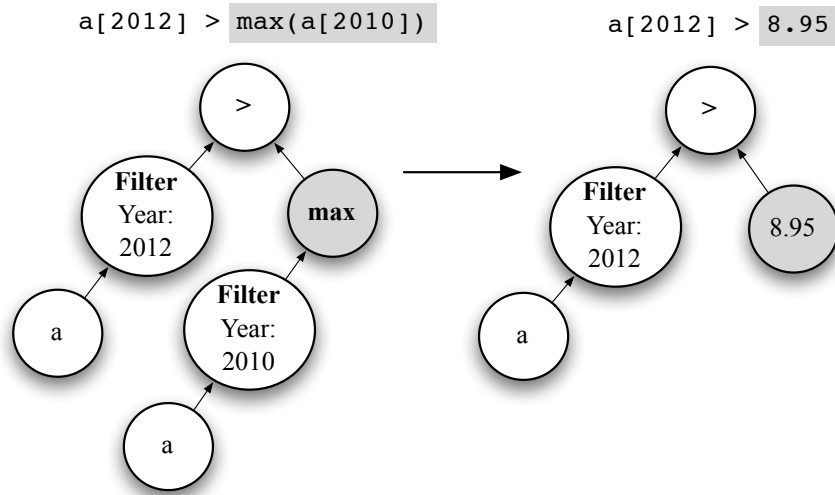 a[2012] > max(a[2010])
>
Filter
Year:
2012
max
a
Filter
Year:
2010
a
a[2012] > 8.95
>
Filter
Year:
2012
8.95
a